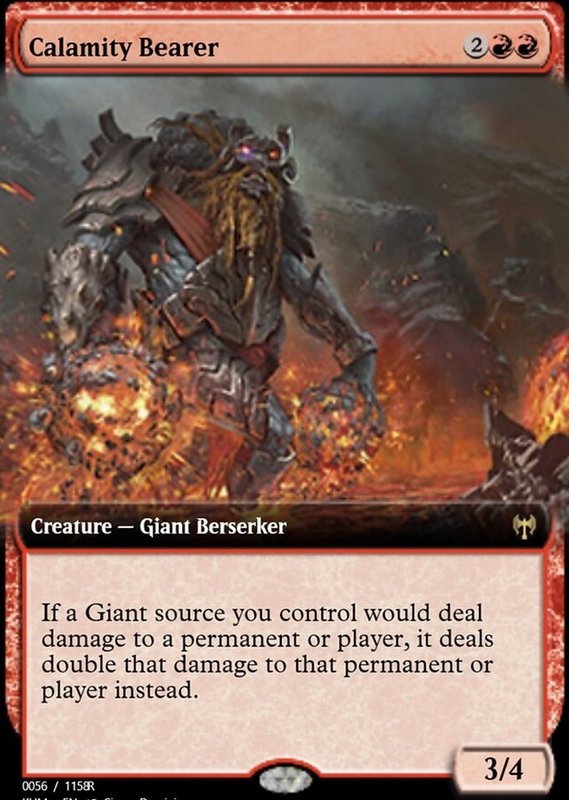 Calamity Bearer 2
Creature — Giant Berserker
If a Giant source you control would deal
damage to a permanent or player, it deals
double that damage to that permanent or
player instead.
3/4
0056 / 1158R